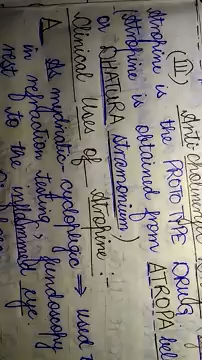 (III) Anticholinergic
Atropine is the PROTOTYPE DRUG;
(Atropine is obtained from ATROPA bel
or DHATURA stramonium)
Clinical Uses of Atropine:-
A As mydriatic-cycloplegic ⇒ used
in refraction testing, fundoscopy
rest to the inflammed eye.